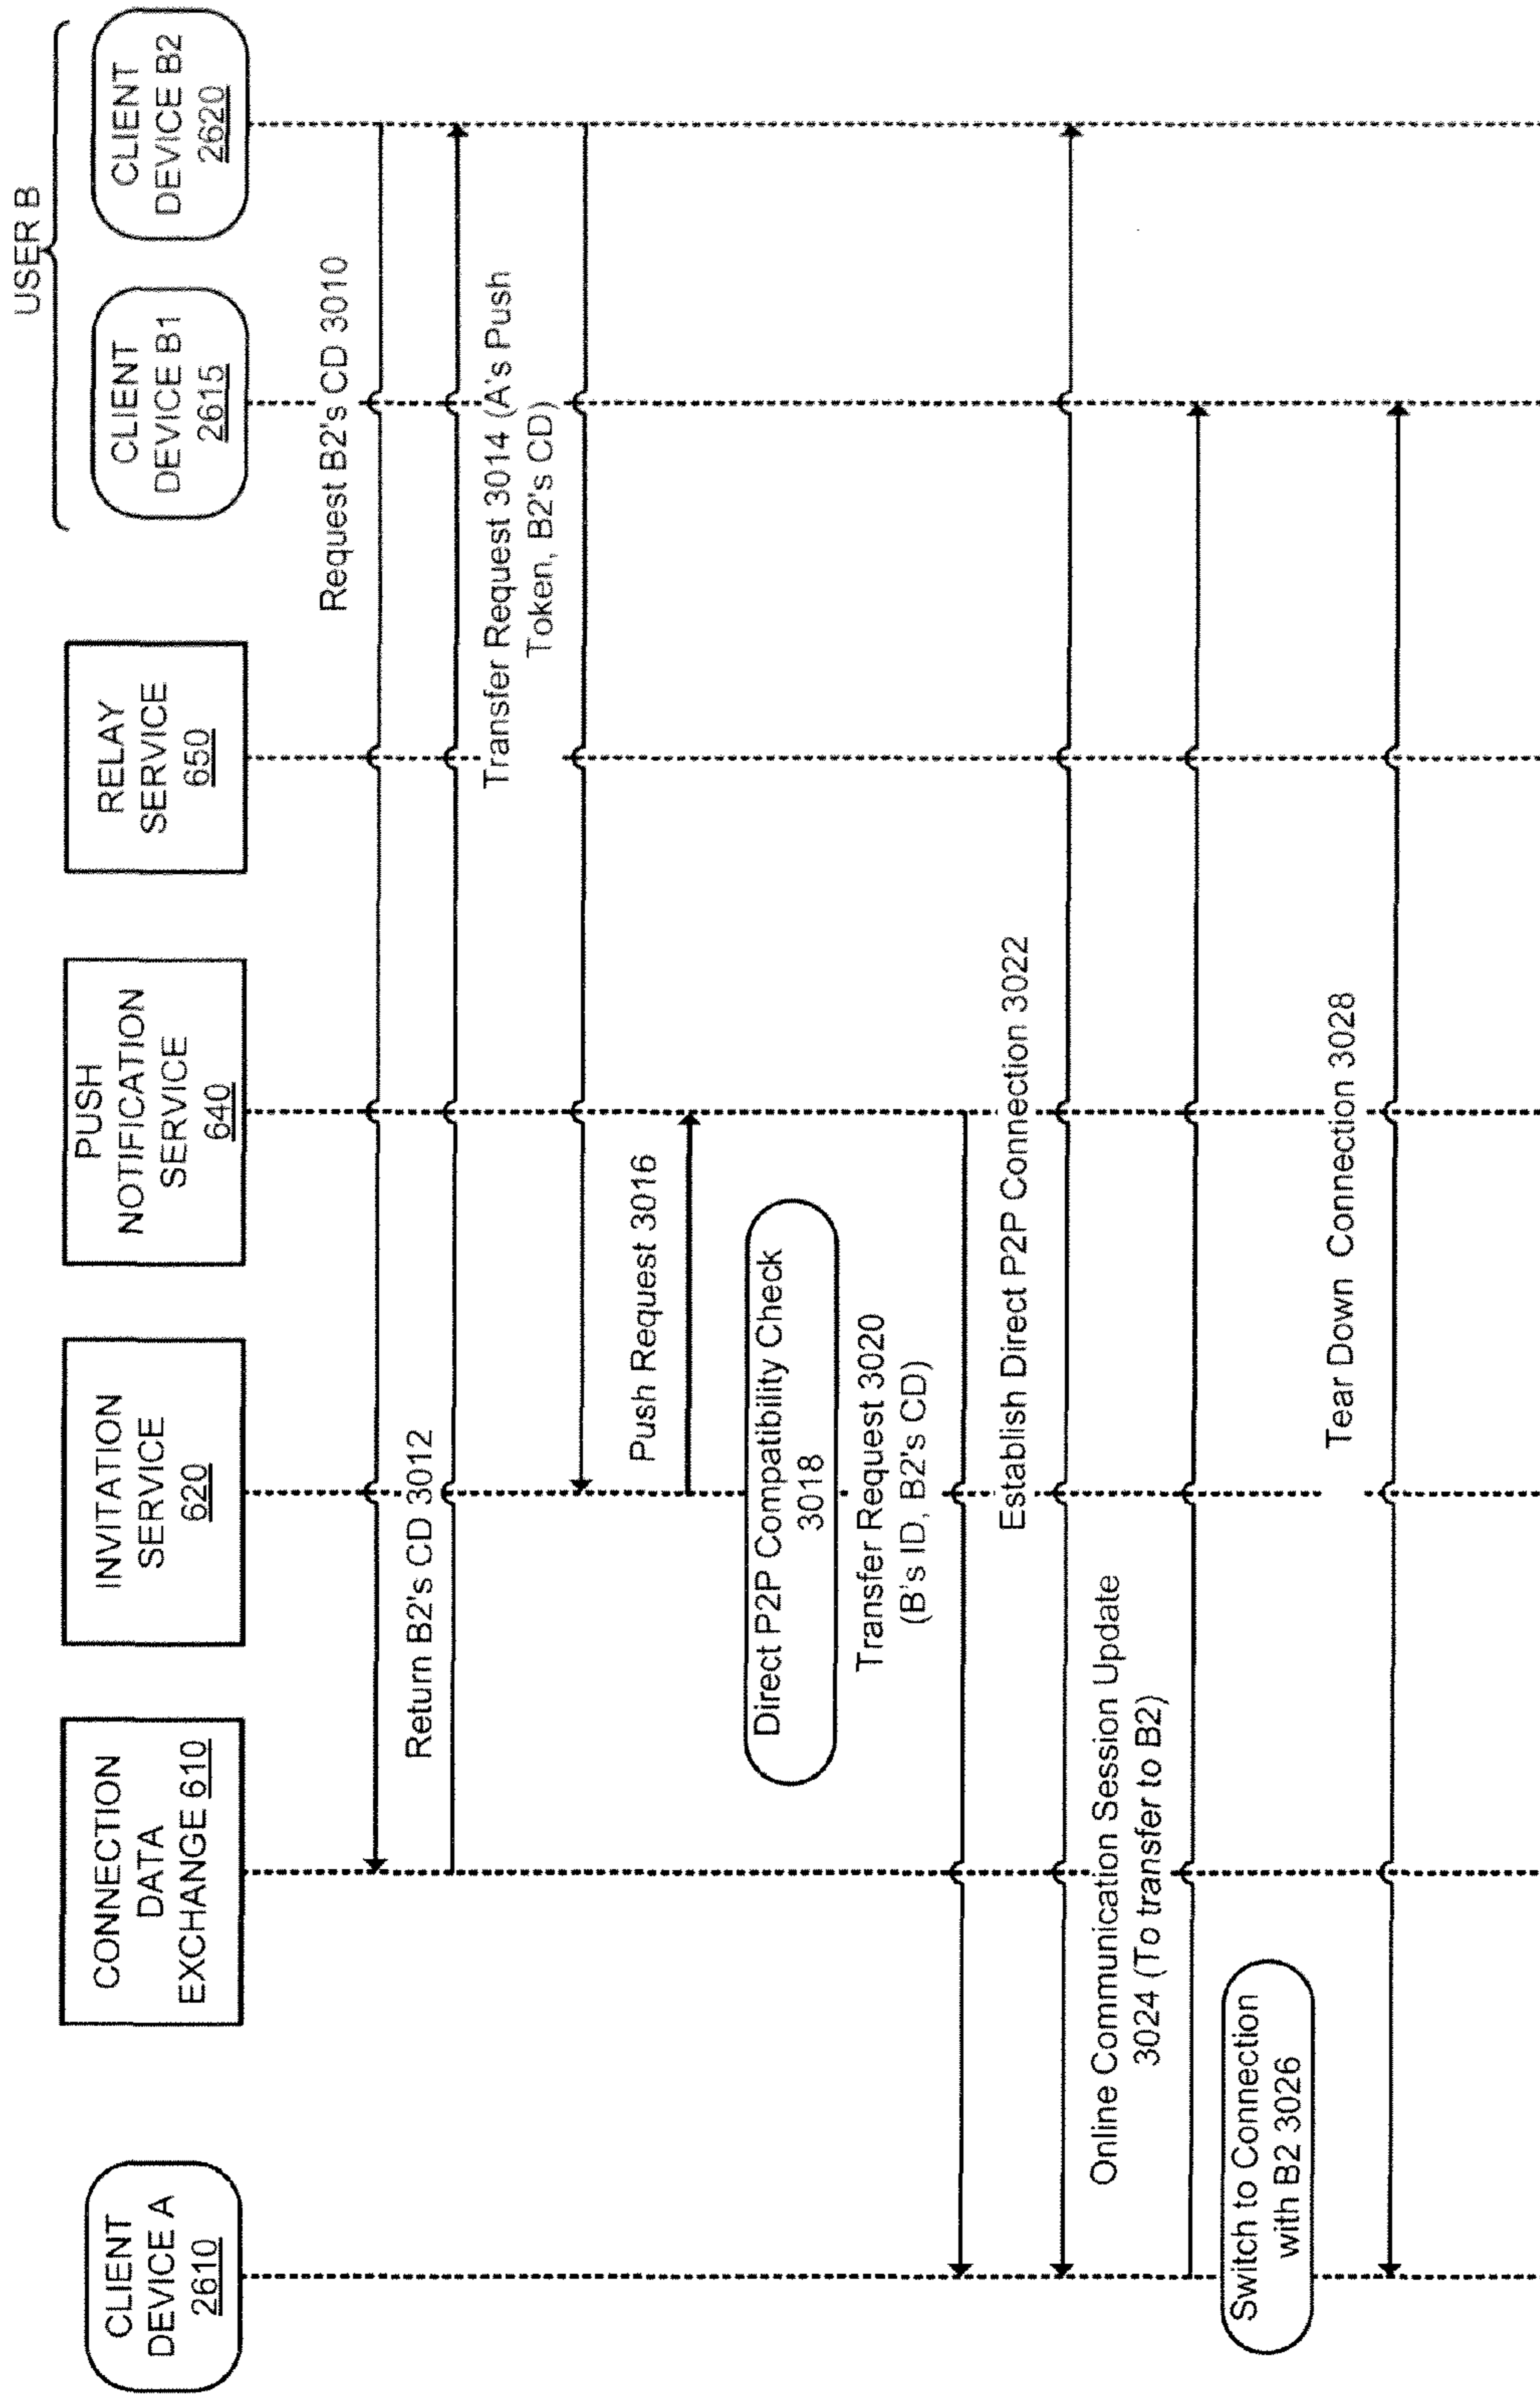 USER B
CLIENT
DEVICE A
2610
CONNECTION
DATA
EXCHANGE 610
INVITATION
SERVICE
620
PUSH
NOTIFICATION
SERVICE
640
RELAY
SERVICE
650
CLIENT
DEVICE B1
2615
CLIENT
DEVICE B2
2620
Request B2's CD 3010
Return B2's CD 3012
Transfer Request 3014 (A's Push
Token, B2's CD)
Push Request 3016
Direct P2P Compatibility Check
3018
Transfer Request 3020
(B's ID, B2's CD)
Establish Direct P2P Connection 3022
Online Communication Session Update
3024 (To transfer to B2)
Switch to Connection
with B2 3026
Tear Down Connection 3028